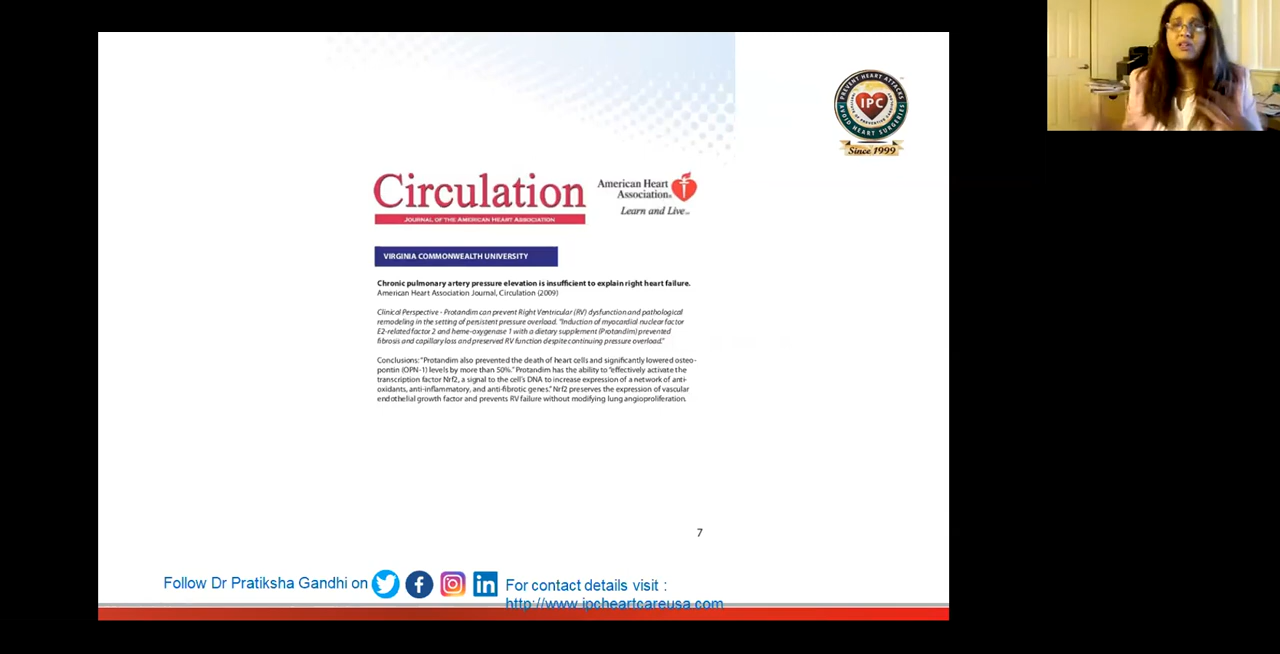 PREVENT HEART ATTACKS
IPC
AVOID HEART SURGERIES
Since 1999
Circulation
JOURNAL OF THE AMERICAN HEART ASSOCIATION
American Heart
Association®
Learn and Live
VIRGINIA COMMONWEALTH UNIVERSITY
Chronic pulmonary artery pressure elevation is insufficient to explain right heart failure.
American Heart Association Journal, Circulation (2009)
Clinical Perspective - Protandim can prevent Right Ventricular (RV) dysfunction and pathological
remodeling in the setting of persistent pressure overload. "Induction of myocardial nuclear factor
E2-related factor 2 and heme-oxygenase 1 with a dietary supplement (Protandim) prevented
fibrosis and capillary loss and preserved RV function despite continuing pressure overload."
Conclusions: "Protandim also prevented the death of heart cells and significantly lowered osteo-
pontin (OPN-1) levels by more than 50%." Protandim has the ability to "effectively activate the
transcription factor Nrf2, a signal to the cell's DNA to increase expression of a network of anti-
oxidants, anti-inflammatory, and anti-fibrotic genes." Nrf2 preserves the expression of vascular
endothelial growth factor and prevents RV failure without modifying lung angioproliferation.
7
Follow Dr Pratiksha Gandhi on
For contact details visit :
http://www.ipcheartcareusa.com